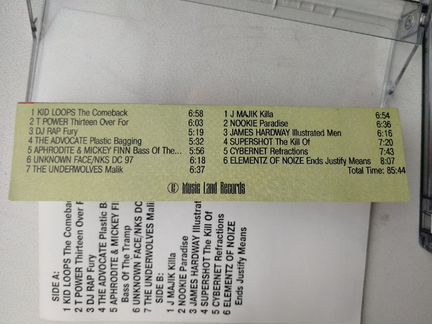 1 KID LOOPS The Comeback 6:58
2 T POWER Thirteen Over For 6:03
3 DJ RAP Fury 5:19
4 THE ADVOCATE Plastic Bagging 5:32
5 APHRODITE & MICKEY FINN Bass Of The... 5:56
6 UNKNOWN FACE/NKS DC 97 6:18
7 THE UNDERWOLVES Malik 6:37
1 J MAJIK Killa 6:54
2 NOOKIE Paradise 6:36
3 JAMES HARDWAY Illustrated Men 6:16
4 SUPERSHOT The Kill Of 7:20
5 CYBERNET Refractions 7:43
6 ELEMENTZ OF NOIZE Ends Justify Means 8:07
Total Time: 85:44
Music Land Records
SIDE A:
1 KID LOOPS The Comeback
2 T POWER Thirteen Over F
3 DJ RAP Fury
4 THE ADVOCATE Plastic B
5 APHRODITE & MICKEY FINN
Bass Of The Tramp
6 UNKNOWN FACE/NKS DC
7 THE UNDERWOLVES Malik
SIDE B:
1 J MAJIK Killa
2 NOOKIE Paradise
3 JAMES HARDWAY Illustrat
4 SUPERSHOT The Kill Of
5 CYBERNET Refractions
6 ELEMENTZ OF NOIZE
Ends Justify Means